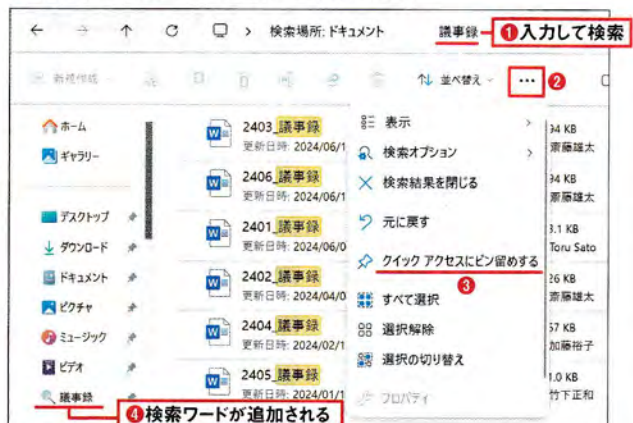 検索場所: ドキュメント
議事録
❶入力して検索
新規作成
並べ替え
❷
ホーム
ギャラリー
デスクトップ
ダウンロード
ドキュメント
ピクチャ
ミュージック
ビデオ
議事録
2403_議事録
更新日時: 2024/06/1
2406_議事録
更新日時: 2024/06/1
2401_議事録
更新日時: 2024/06/0
2402_議事録
更新日時: 2024/04/0
2404_議事録
更新日時: 2024/02/1
2405_議事録
更新日時: 2024/01/1
表示
検索オプション
検索結果を閉じる
元に戻す
クイック アクセスにピン留めする
❸
すべて選択
選択解除
選択の切り替え
プロパティ
94 KB
斎藤雄太
94 KB
斎藤雄太
3.1 KB
Toru Sato
26 KB
斎藤雄太
57 KB
加藤裕子
1.0 KB
竹下正和
❹検索ワードが追加される